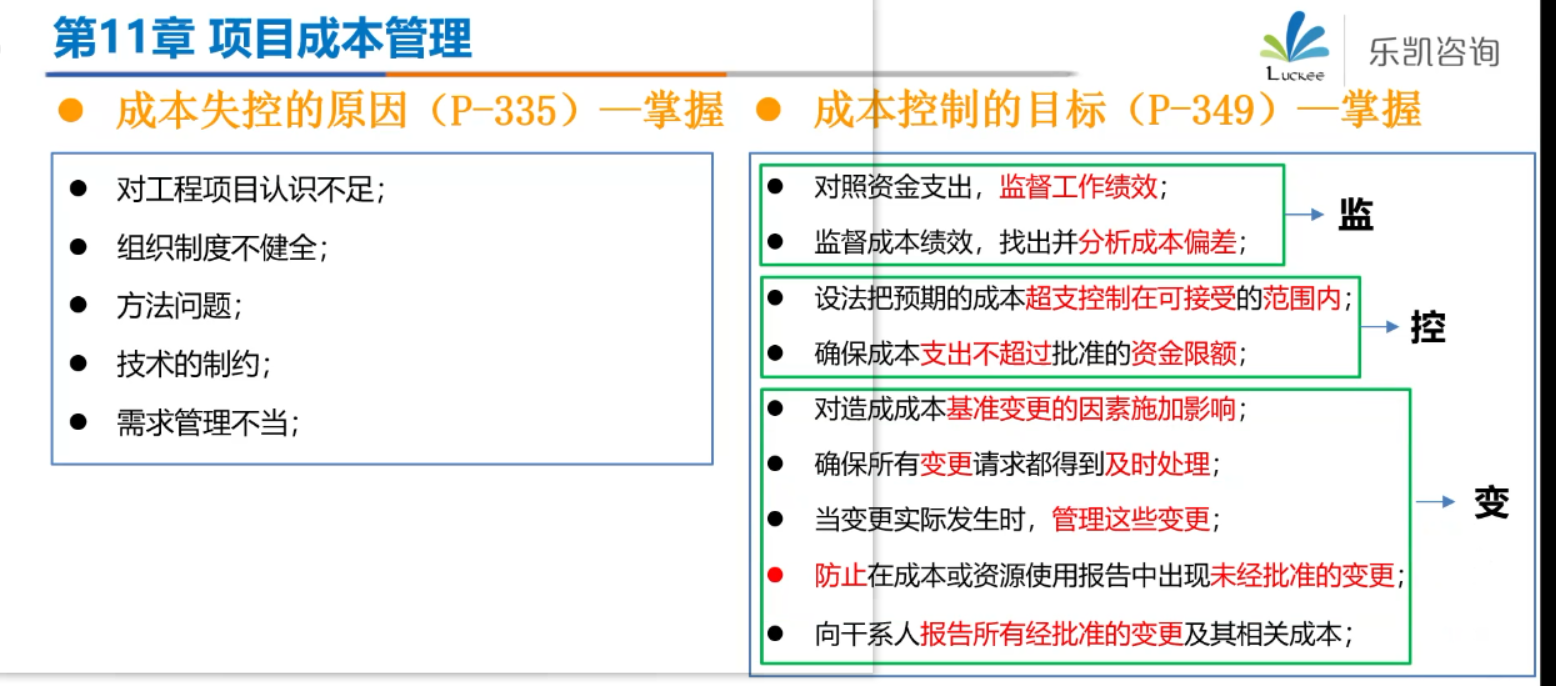 第11章 项目成本管理
Luckee
乐凯咨询
成本失控的原因（P-335）—掌握
对工程项目认识不足；
组织制度不健全；
方法问题；
技术的制约；
需求管理不当；
成本控制的目标（P-349）—掌握
对照资金支出，监督工作绩效；
监督成本绩效，找出并分析成本偏差；
监
设法把预期的成本超支控制在可接受的范围内；
确保成本支出不超过批准的资金限额；
控
对造成成本基准变更的因素施加影响；
确保所有变更请求都得到及时处理；
当变更实际发生时，管理这些变更；
防止在成本或资源使用报告中出现未经批准的变更；
向干系人报告所有经批准的变更及其相关成本；
变